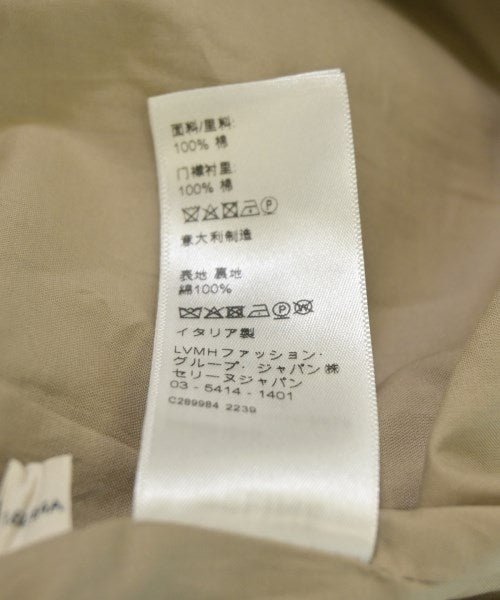 面料/里料:
100% 棉
门襟衬里:
100% 棉
意大利制造
表地 裏地
綿100%
イタリア製
LVMHファッション・
グループ・ジャパン㈱
セリーヌジャパン
03-5414-1401
C289984 2239